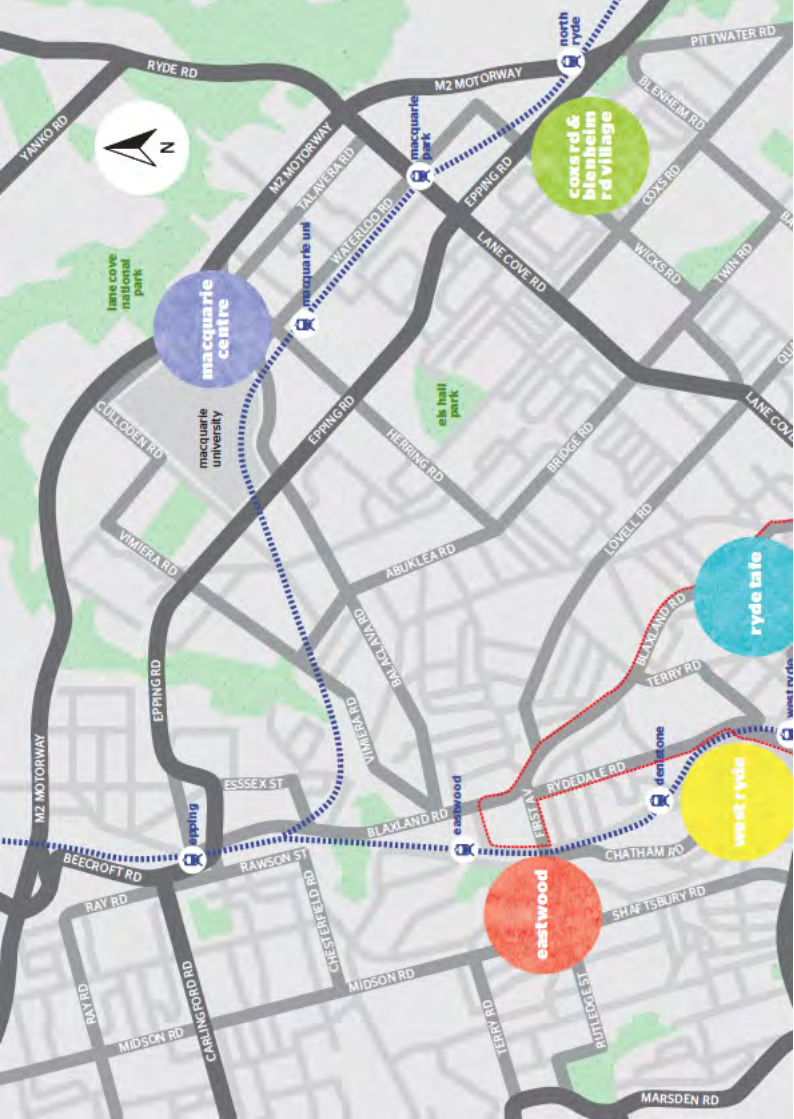 PITTWATER RD
north
ryde
RYDE RD
M2 MOTORWAY
BLENHEIM RD
YANKO RD
N
macquarie
park
coxs rd &
blenheim
rd village
M2 MOTORWAY
TALAVERA RD
EPPING RD
COXS RD
WATERLOO RD
LANE COVE RD
WICKS RD
TWIN RD
BA
macquarie uni
lane cove
national
park
macquarie
centre
QUA
els hall
park
LANE COVE
EPPING RD
CULLODEN RD
macquarie
university
HERRING RD
BRIDGE RD
LOVELL RD
VIMIERA RD
ABUKLEA RD
ryde tafe
BLAXLAND RD
BALACLAVA RD
TERRY RD
EPPING RD
VIMIERA RD
west ryde
M2 MOTORWAY
ESSSEX ST
RYDEDALE RD
denistone
eastwood
BLAXLAND RD
FIRST AV
epping
west ryde
BEECROFT RD
RAWSON ST
CHATHAM RD
RAY RD
CHESTERFIELD RD
eastwood
SHAFTSBURY RD
MIDSON RD
RAY RD
CARLINGFORD RD
MIDSON RD
TERRY RD
RUTLEDGE ST
MARSDEN RD